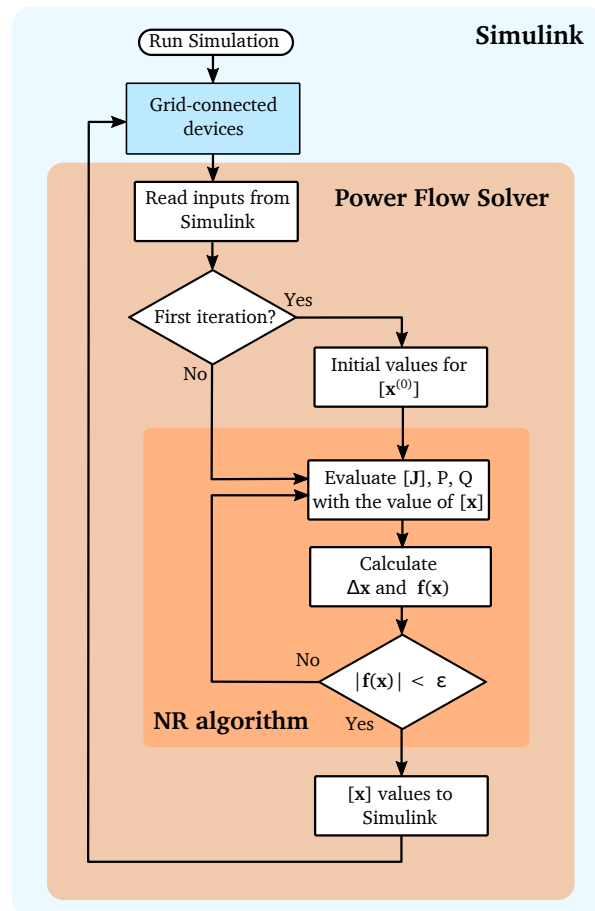 Simulink
Run Simulation
Grid-connected
devices
Power Flow Solver
Read inputs from
Simulink
First iteration?
Yes
No
Initial values for
[x⁽⁰⁾]
Evaluate [J], P, Q
with the value of [x]
Calculate
Δx and f(x)
|f(x)| < ε
No
Yes
NR algorithm
[x] values to
Simulink